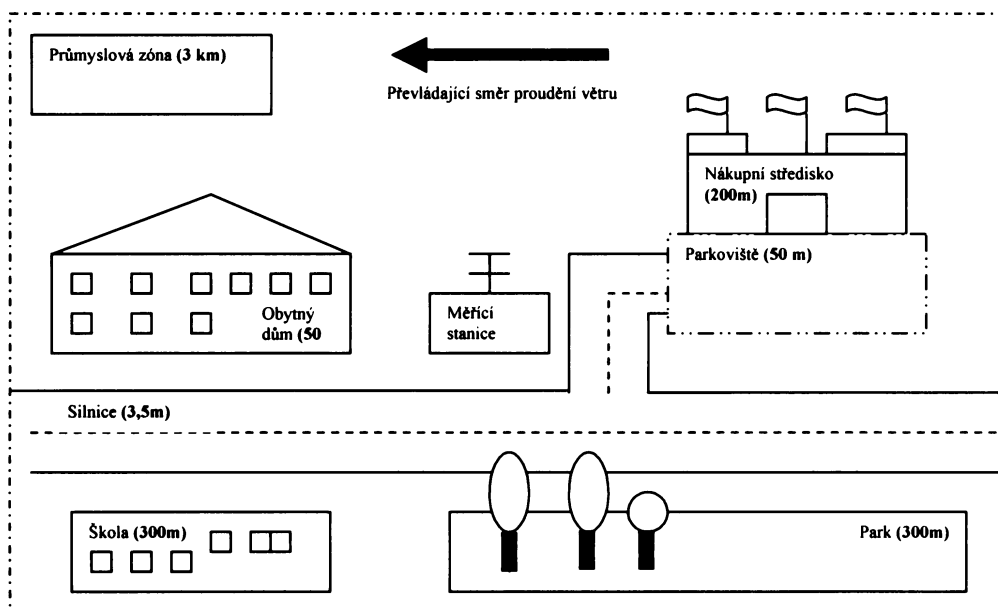 Průmyslová zóna (3 km)
Převládající směr proudění větru
Nákupní středisko
(200m)
Parkoviště (50 m)
Obytný
dům (50
Měřící
stanice
Silnice (3,5m)
Škola (300m)
Park (300m)